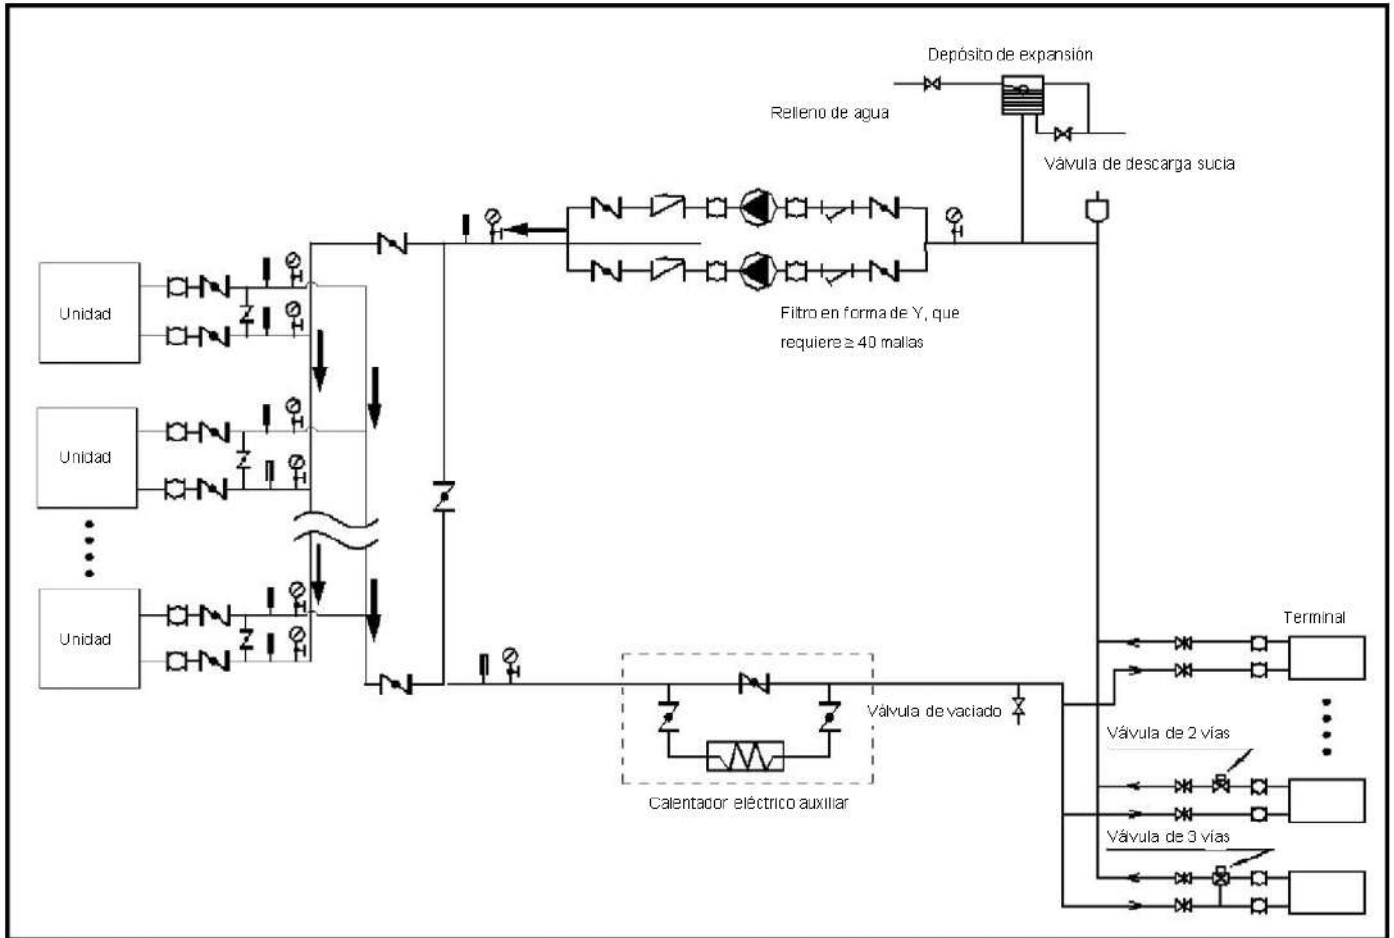 Depósito de expansión
Relleno de agua
Válvula de descarga sucia
Unidad
Filtro en forma de Y, que
requiere ≥ 40 mallas
Unidad
Unidad
Terminal
Válvula de vaciado
Válvula de 2 vías
Calentador eléctrico auxiliar
Válvula de 3 vías